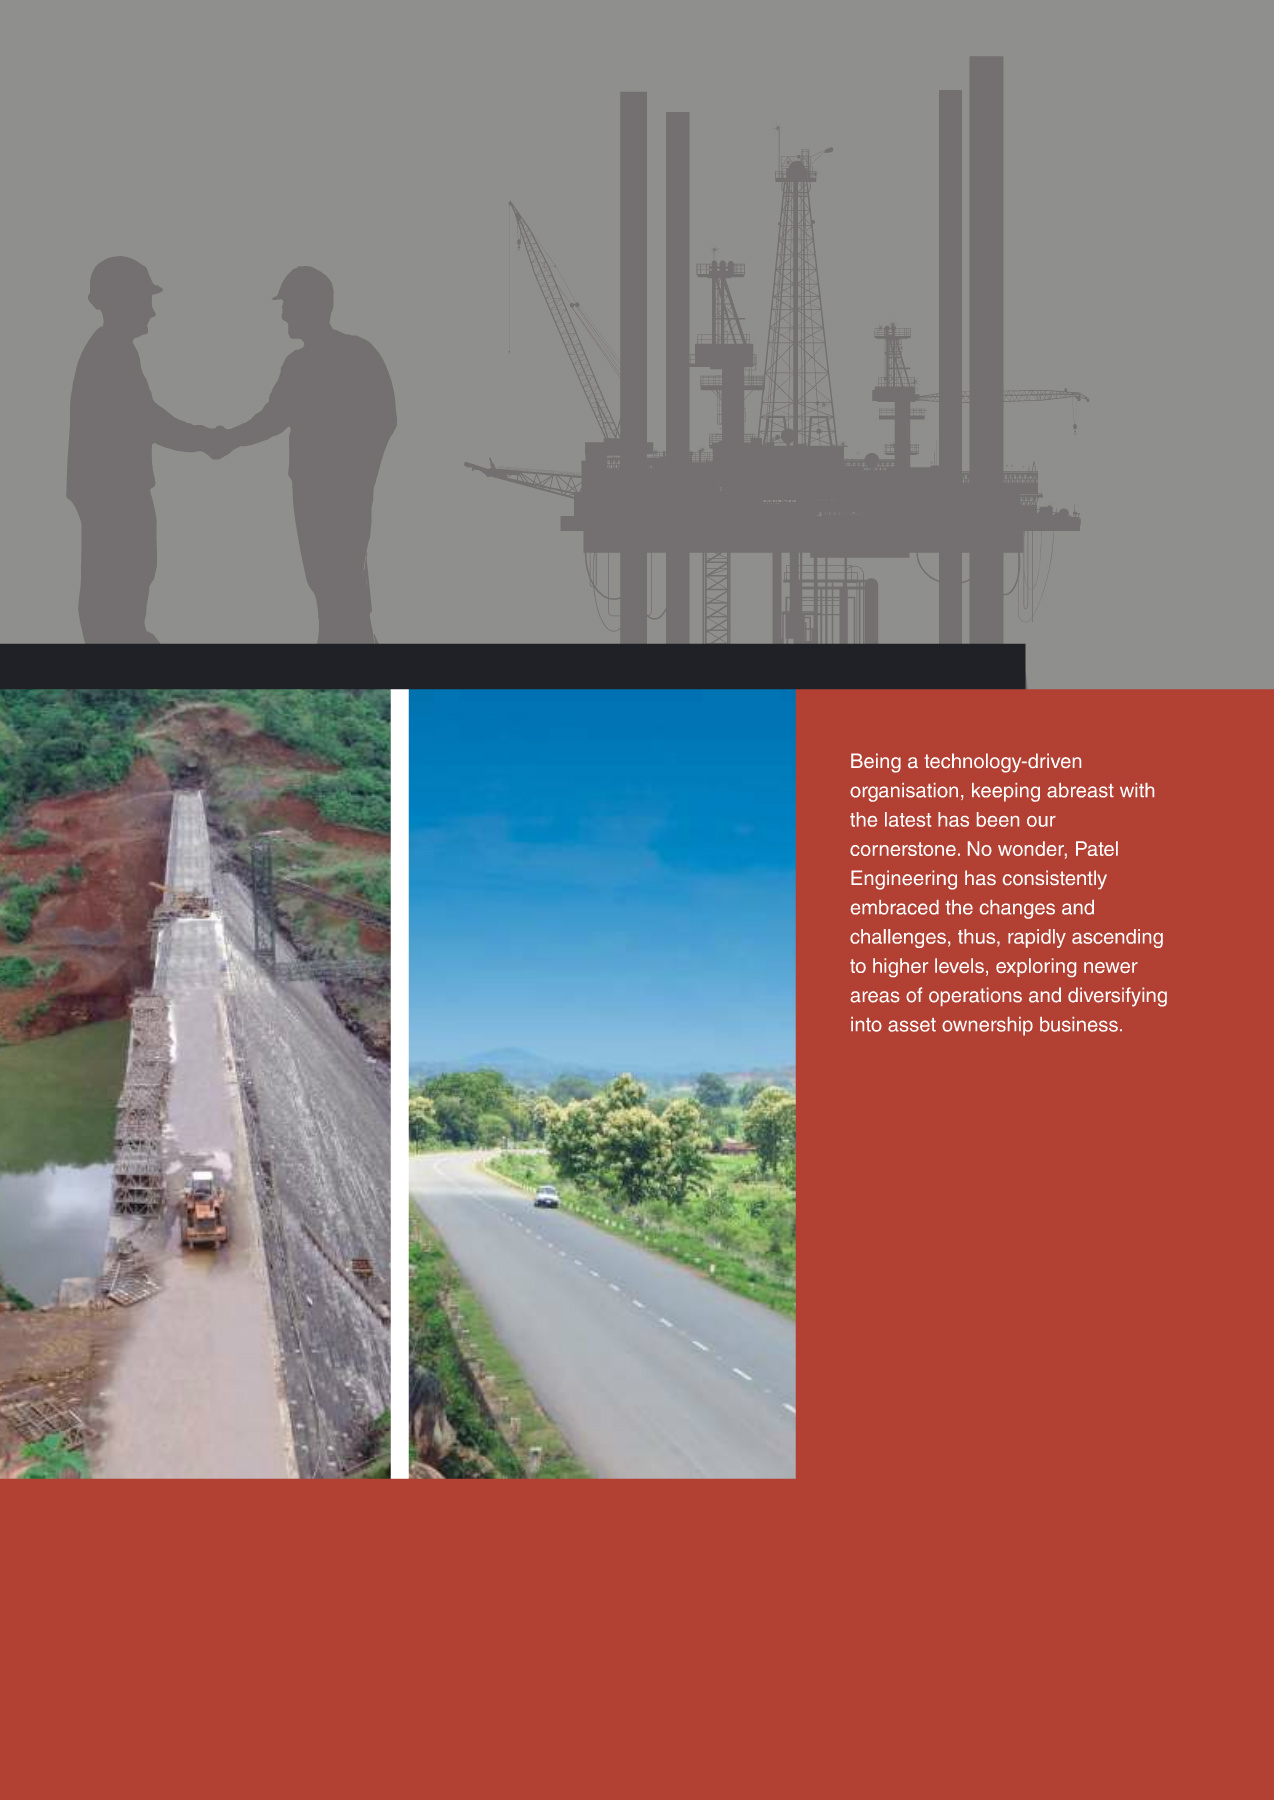 Being a technology-driven
organisation, keeping abreast with
the latest has been our
cornerstone. No wonder, Patel
Engineering has consistently
embraced the changes and
challenges, thus, rapidly ascending
to higher levels, exploring newer
areas of operations and diversifying
into asset ownership business.